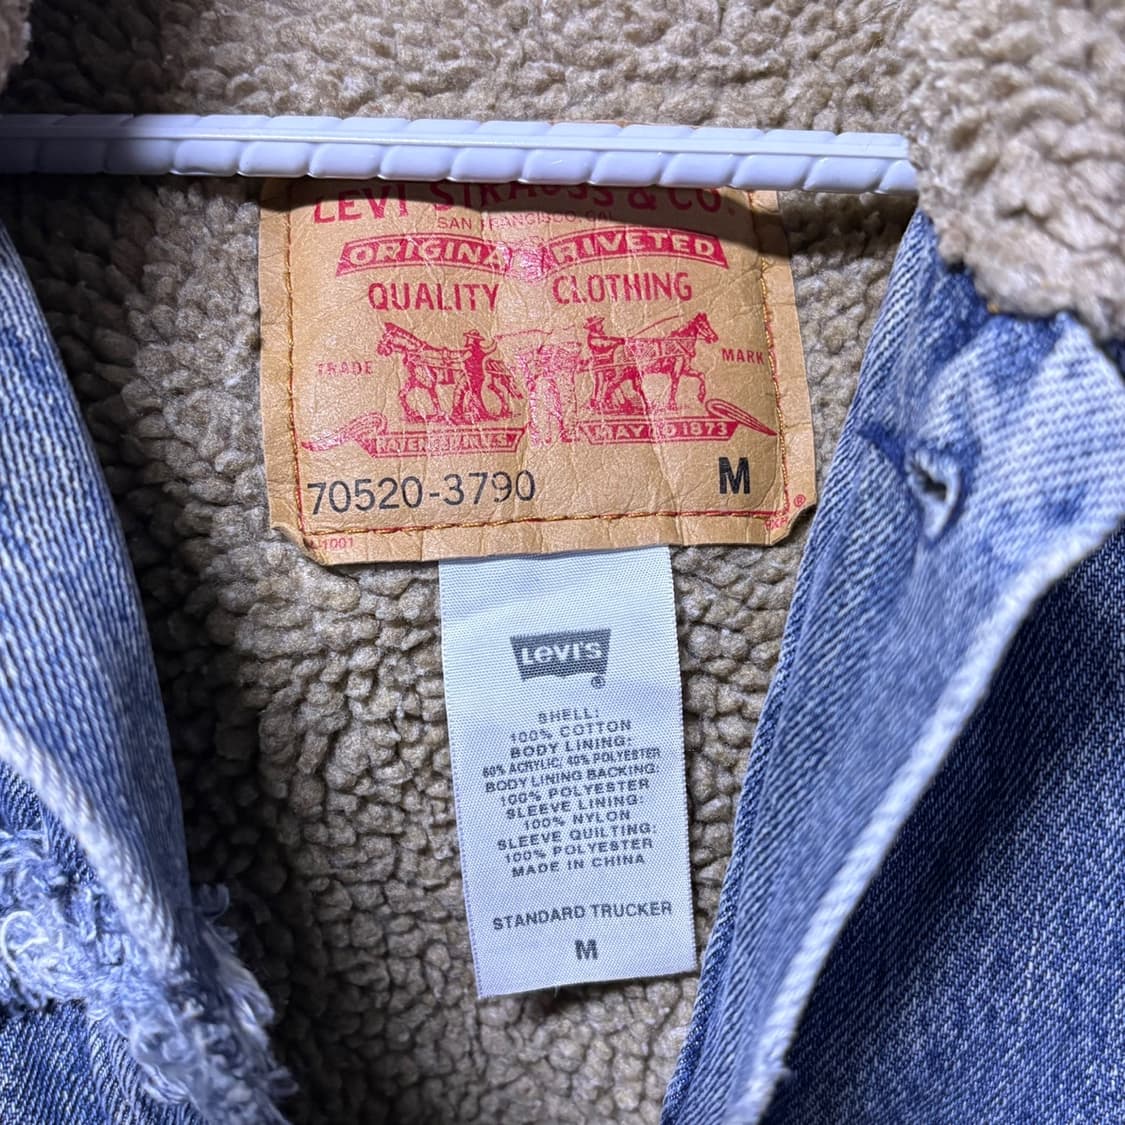 LEVI STRAUSS & CO.
SAN FRANCISCO CAL
ORIGINAL RIVETED
QUALITY CLOTHING
TRADE MARK
MAY 20 1873
70520-3790 M
1001 ®
Levi's
®
SHELL:
100% COTTON
BODY LINING:
60% ACRYLIC; 40% POLYESTER
BODY LINING BACKING:
100% POLYESTER
SLEEVE LINING:
100% NYLON
SLEEVE QUILTING:
100% POLYESTER
MADE IN CHINA
STANDARD TRUCKER
M